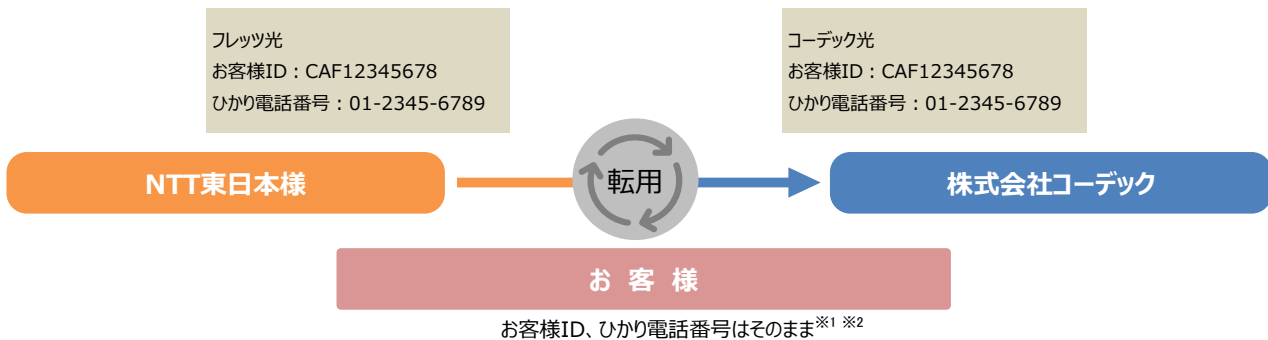 フレッツ光
お客様ID：CAF12345678
ひかり電話番号：01-2345-6789
コーデック光
お客様ID：CAF12345678
ひかり電話番号：01-2345-6789
NTT東日本様
転用
株式会社コーデック
お 客 様
お客様ID、ひかり電話番号はそのまま※1 ※2